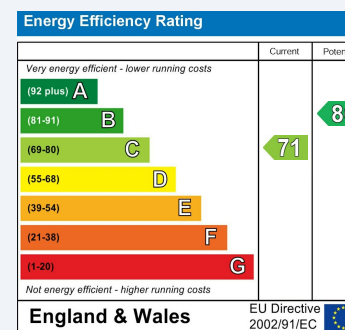 Energy Efficiency Rating
Current
Very energy efficient - lower running costs
(92 plus) A
(81-91) B
(69-80) C
71
(55-68) D
(39-54) E
(21-38) F
(1-20) G
Not energy efficient - higher running costs
England & Wales
EU Directive
2002/91/EC